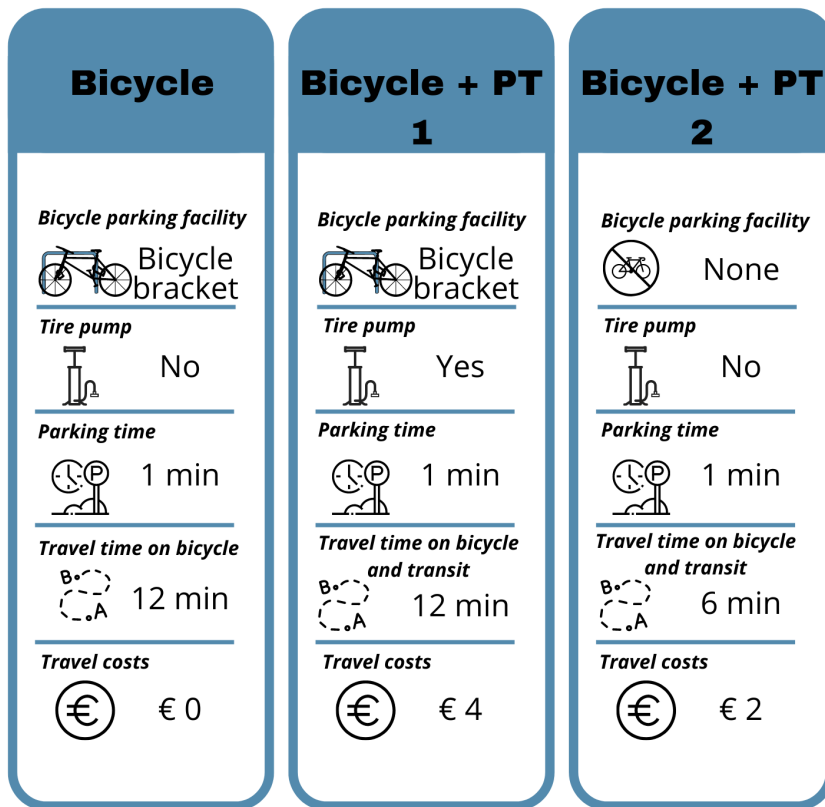 Bicycle
Bicycle parking facility
Bicycle
bracket
Tire pump
No
Parking time
P
1 min
Travel time on bicycle
B
A
12 min
Travel costs
€
€ 0
Bicycle + PT
1
Bicycle parking facility
Bicycle
bracket
Tire pump
Yes
Parking time
P
1 min
Travel time on bicycle
and transit
B
A
12 min
Travel costs
€
€ 4
Bicycle + PT
2
Bicycle parking facility
None
Tire pump
No
Parking time
P
1 min
Travel time on bicycle
and transit
B
A
6 min
Travel costs
€
€ 2